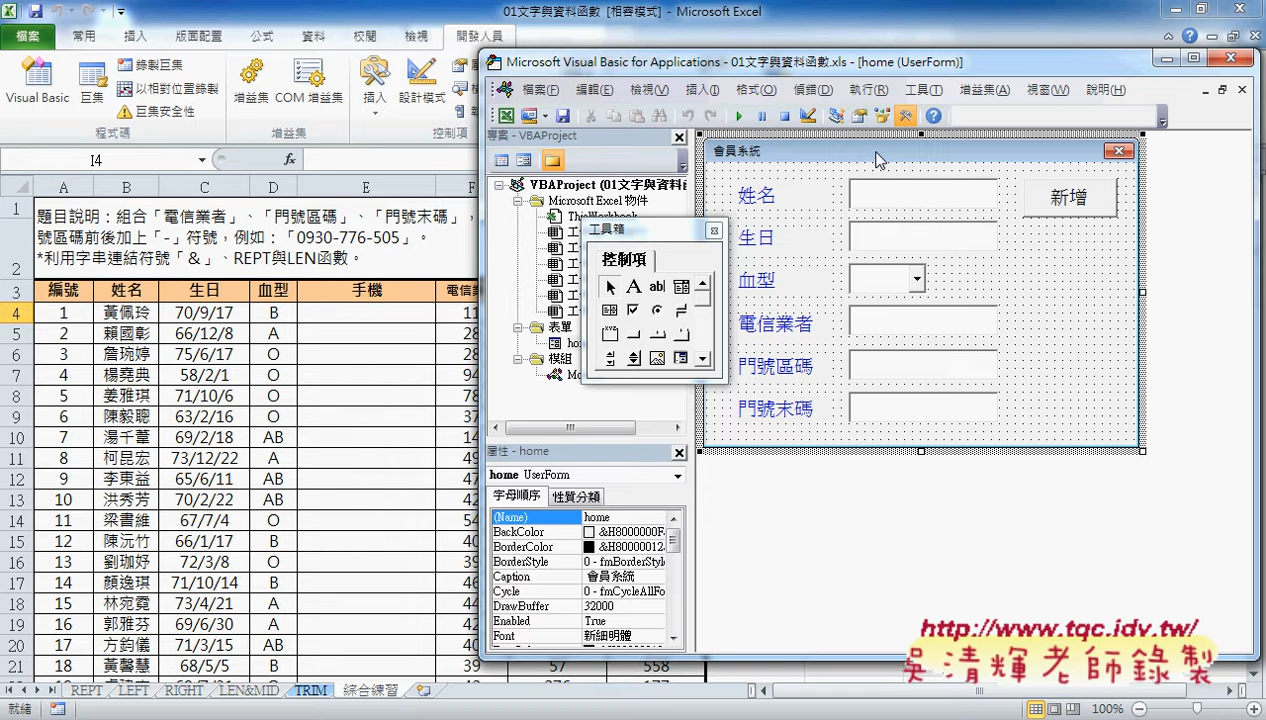 01文字與資料函數 [相容模式] - Microsoft Excel
檔案 常用 插入 版面配置 公式 資料 校閱 檢視 開發人員
Visual Basic 巨集 錄製巨集 以相對位置錄製 巨集安全性 程式碼
增益集 COM 增益集 增益集
插入 設計模式 控制項
I4 fx
A B C D E F
題目說明：組合「電信業者」、「門號區碼」、「門號末碼」，
號區碼前後加上「-」符號，例如：「0930-776-505」。
*利用字串連結符號「&」、REPT與LEN函數。
編號 姓名 生日 血型 手機
4 1 黃佩玲 70/9/17 B
5 2 賴國彰 66/12/8 A
6 3 詹琬婷 75/6/17 O
7 4 楊堯典 58/2/1 O
8 5 姜雅琪 71/10/6 O
9 6 陳毅聰 63/2/16 O
10 7 湯千葦 69/2/18 AB
11 8 柯昆宏 73/12/22 A
12 9 李東益 65/6/11 AB
13 10 洪秀芳 70/2/22 AB
14 11 梁書維 67/7/4 O
15 12 陳沅竹 66/1/17 B
16 13 劉珈妤 72/3/8 O
17 14 顏逸琪 71/10/14 B
18 15 林宛霓 73/4/21 A
19 16 郭雅芬 69/6/30 A
20 17 方鈞儀 71/3/15 AB
21 18 黃馨慧 68/5/5 B 39 57 558
REPT LEFT RIGHT LEN&MID TRIM 綜合練習
就緒 100%
Microsoft Visual Basic for Applications - 01文字與資料函數.xls - [home (UserForm)]
檔案(F) 編輯(E) 檢視(V) 插入(I) 格式(O) 偵錯(D) 執行(R) 工具(T) 增益集(A) 視窗(W) 說明(H)
專案 - VBAProject
VBAProject (01文字與資料
Microsoft Excel 物件
ThisWorkbook
表單
模組
工具箱
控制項
屬性 - home
home UserForm
字母順序 性質分類
(Name) home
BackColor &H8000000F
BorderColor &H80000012
BorderStyle 0 - fmBorderStyl
Caption 會員系統
Cycle 0 - fmCycleAllFo
DrawBuffer 32000
Enabled True
Font 新細明體
會員系統
姓名 新增
生日
血型
電信業者
門號區碼
門號末碼
http://www.tqc.idv.tw/
吳清輝老師錄製